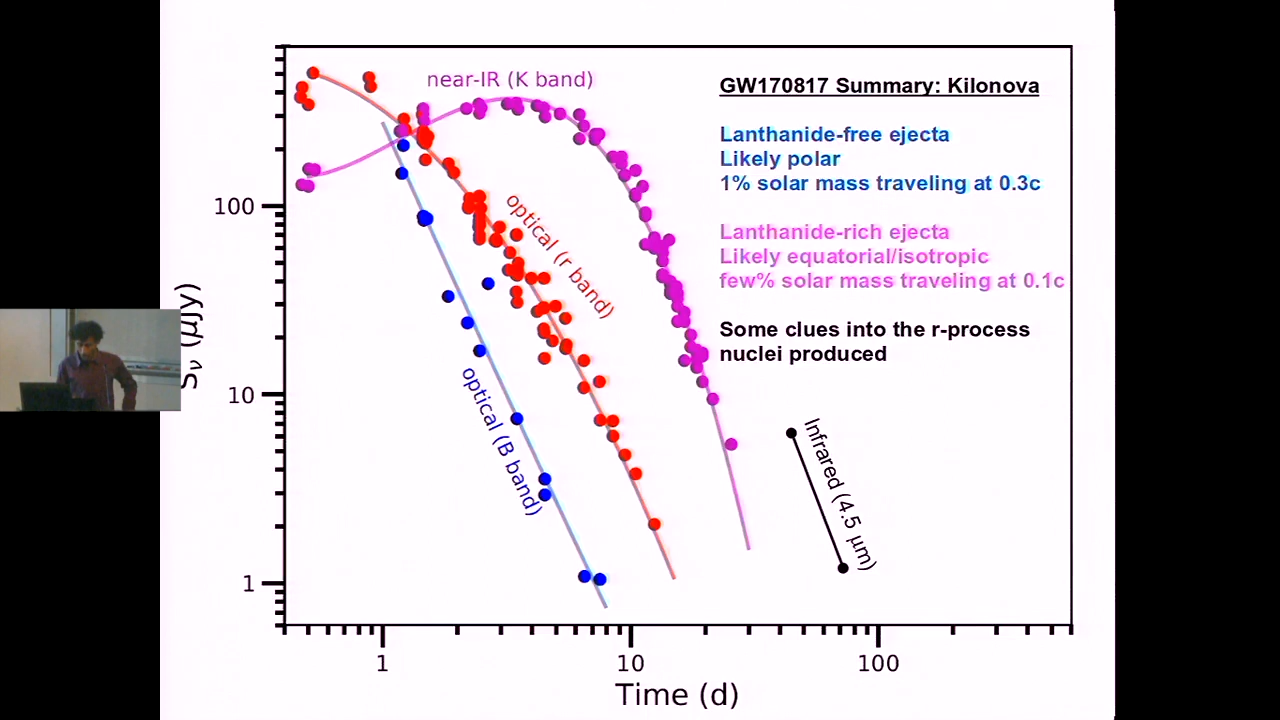 near-IR (K band)
GW170817 Summary: Kilonova
Lanthanide-free ejecta
Likely polar
1% solar mass traveling at 0.3c
Lanthanide-rich ejecta
Likely equatorial/isotropic
few% solar mass traveling at 0.1c
Some clues into the r-process
nuclei produced
optical (r band)
optical (B band)
Infrared (4.5 μm)
Sν (μJy)
100
10
1
1
10
100
Time (d)